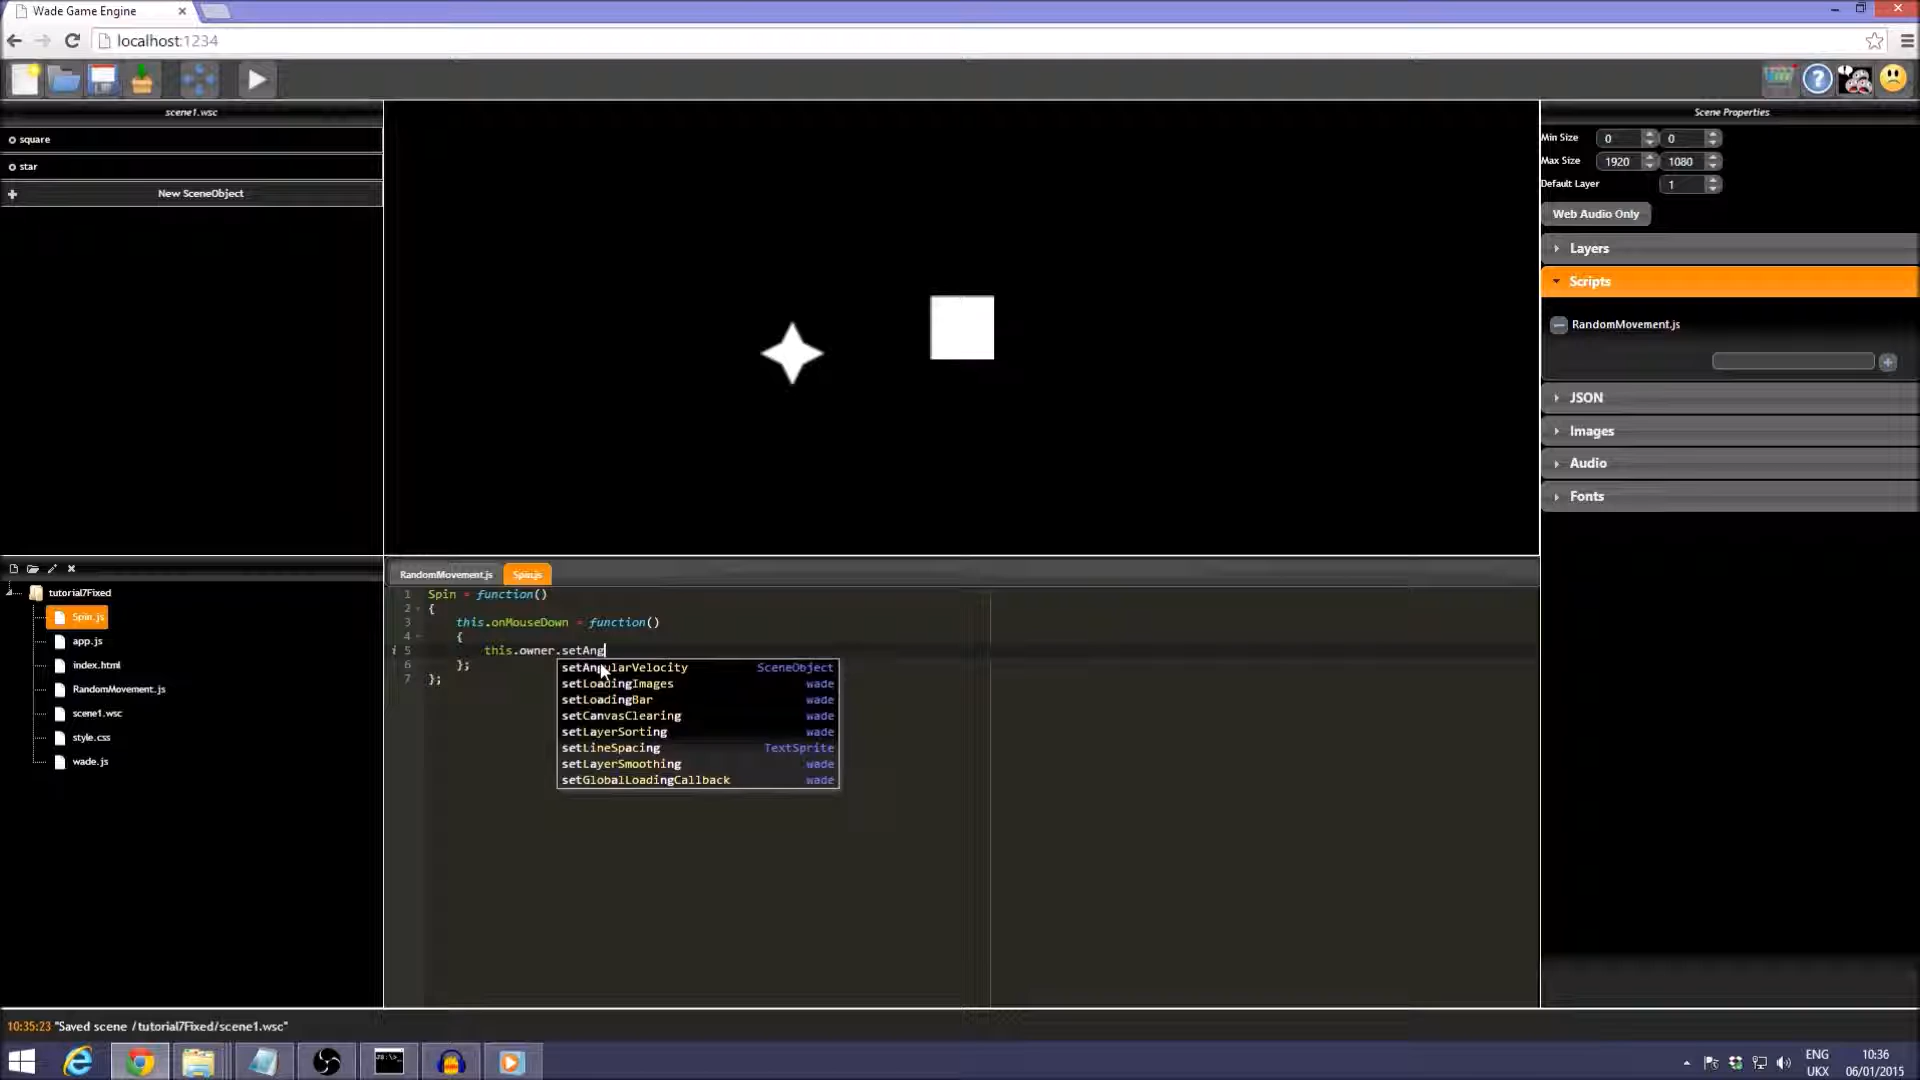 Wade Game Engine
localhost:1234
scene1.wsc
square
star
New SceneObject
Scene Properties
Min Size 0 0
Max Size 1920 1080
Default Layer 1
Web Audio Only
Layers
Scripts
RandomMovement.js
JSON
Images
Audio
Fonts
tutorial7Fixed
Spin.js
app.js
index.html
RandomMovement.js
scene1.wsc
style.css
wade.js
RandomMovement.js Spin.js
1 Spin = function()
2 {
3 this.onMouseDown = function()
4 {
5 this.owner.setAng
6 };
7 };
setAngularVelocity SceneObject
setLoadingImages wade
setLoadingBar wade
setCanvasClearing wade
setLayerSorting wade
setLineSpacing TextSprite
setLayerSmoothing wade
setGlobalLoadingCallback wade
10:35:23 "Saved scene /tutorial7Fixed/scene1.wsc"
ENG 10:36
UKX 06/01/2015